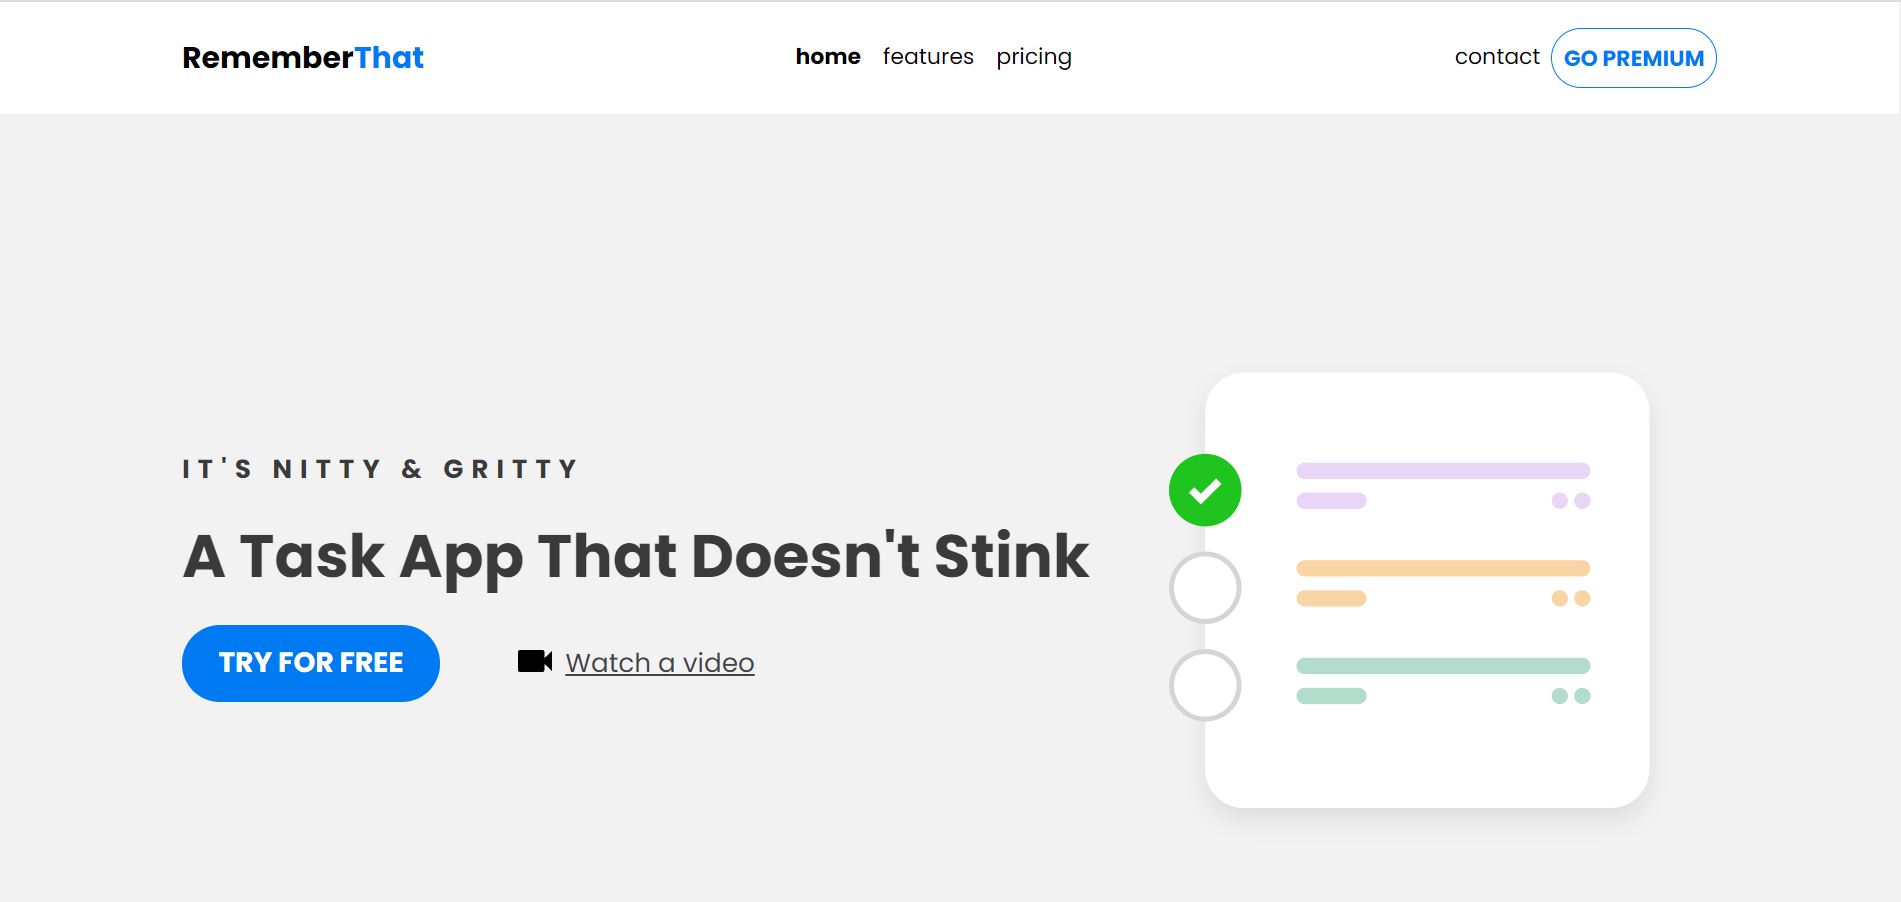 RememberThat
home features pricing
contact GO PREMIUM
IT'S NITTY & GRITTY
A Task App That Doesn't Stink
TRY FOR FREE
Watch a video